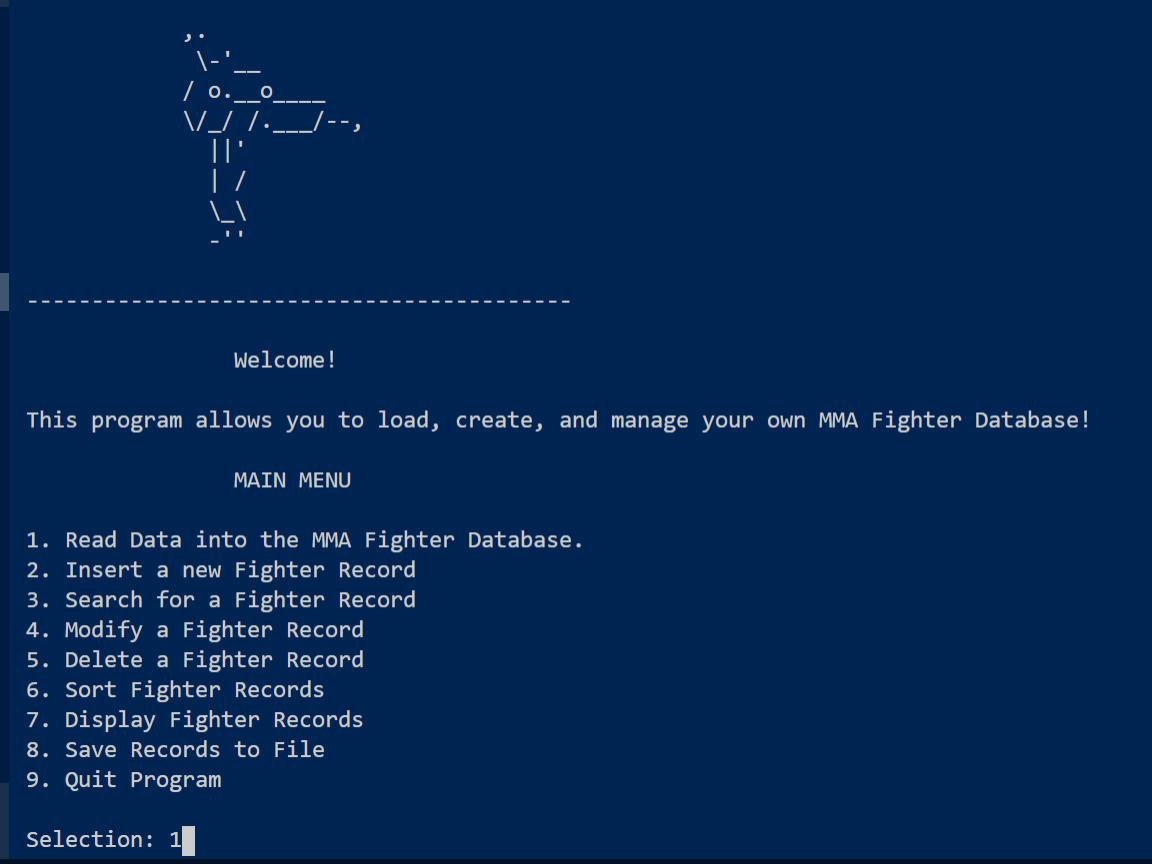 ,.
\-'__
/ o.__o____
\/_/ /.___/--,
||'
| /
\_\
-''
------------------------------------------
Welcome!
This program allows you to load, create, and manage your own MMA Fighter Database!
MAIN MENU
1. Read Data into the MMA Fighter Database.
2. Insert a new Fighter Record
3. Search for a Fighter Record
4. Modify a Fighter Record
5. Delete a Fighter Record
6. Sort Fighter Records
7. Display Fighter Records
8. Save Records to File
9. Quit Program
Selection: 1